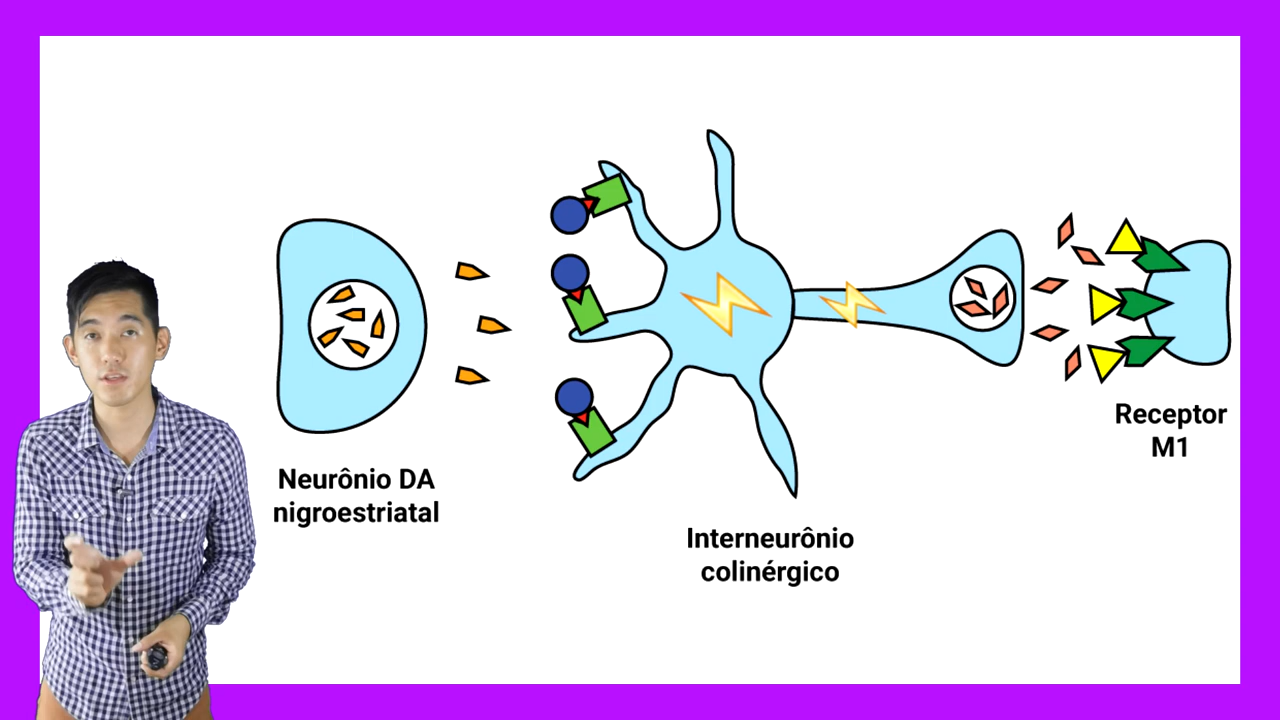 Neurônio DA
nigroestriatal
Interneurônio
colinérgico
Receptor
M1